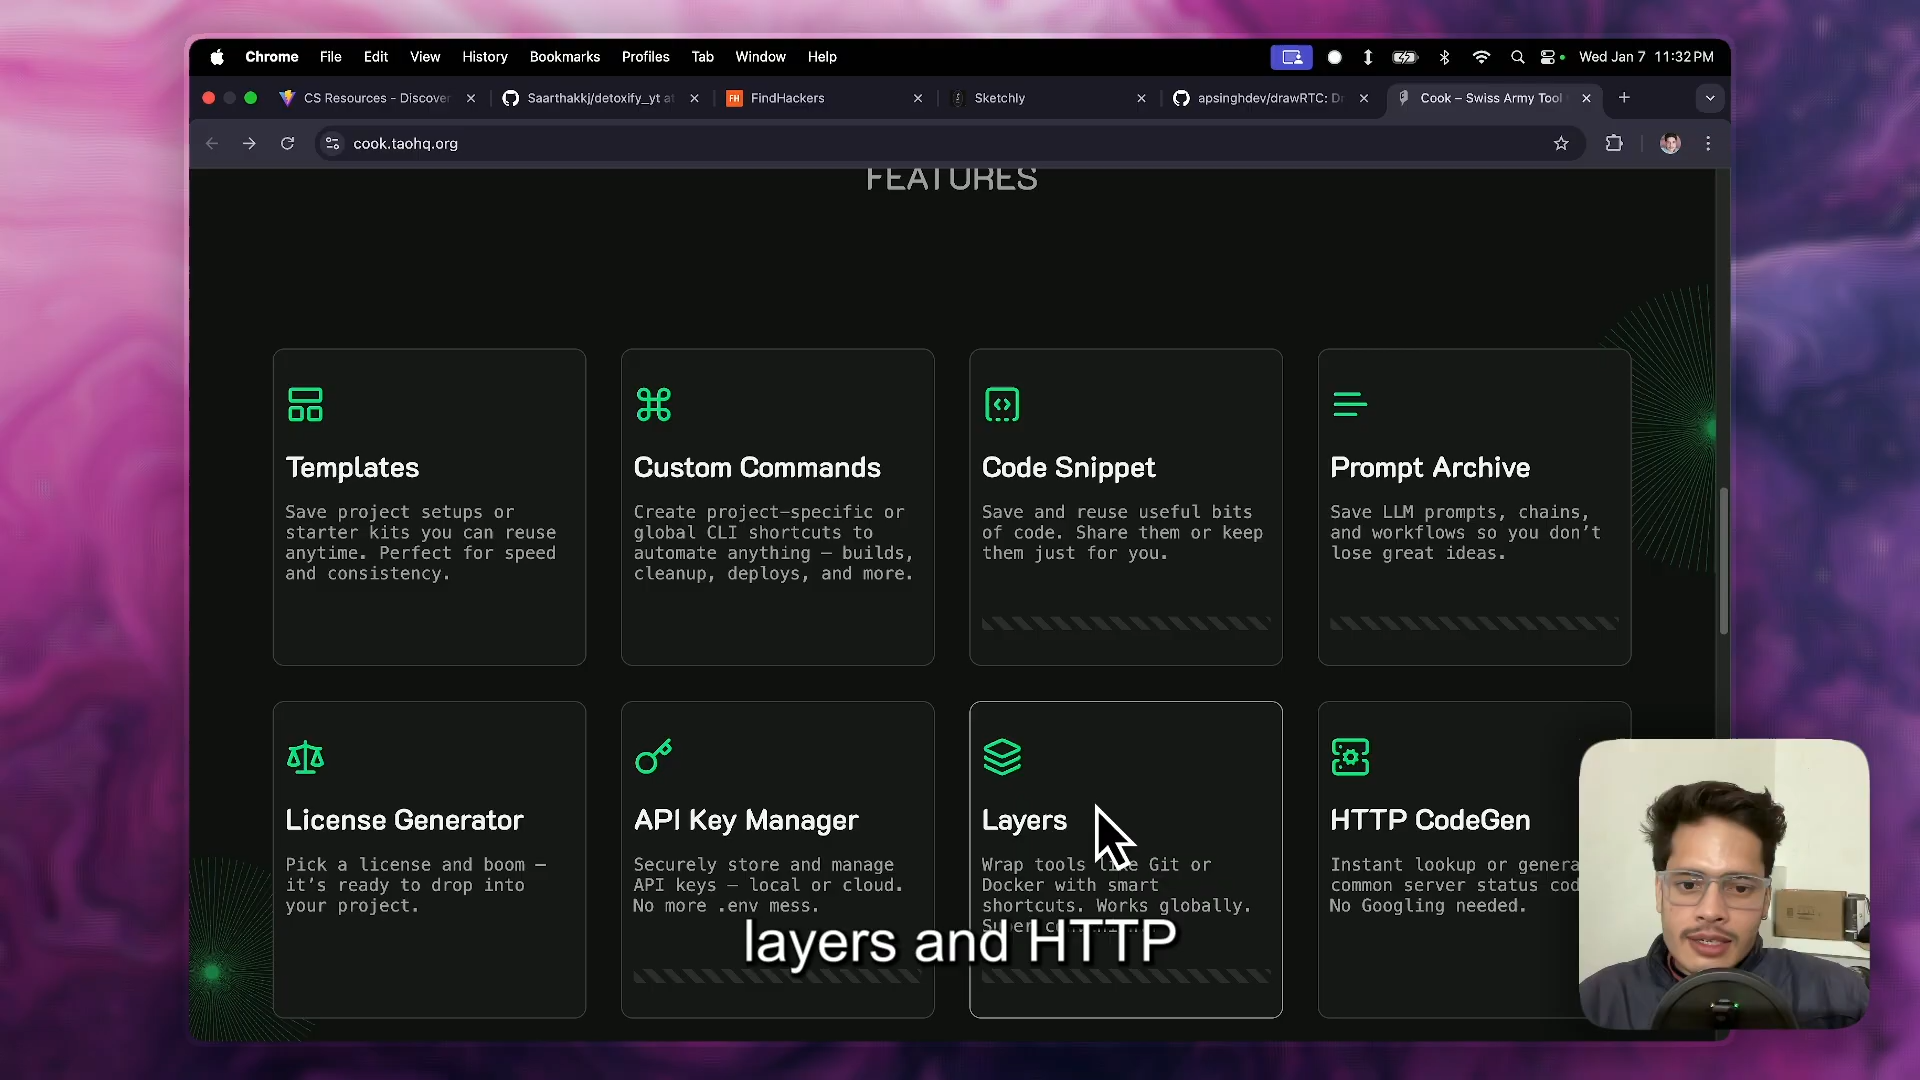 Chrome File Edit View History Bookmarks Profiles Tab Window Help Wed Jan 7 11:32 PM
CS Resources - Discover Saarthakkj/detoxify_yt at FindHackers Sketchly apsinghdev/drawRTC: Dr Cook – Swiss Army Tool
cook.taohq.org
FEATURES
Templates
Save project setups or
starter kits you can reuse
anytime. Perfect for speed
and consistency.
Custom Commands
Create project-specific or
global CLI shortcuts to
automate anything — builds,
cleanup, deploys, and more.
Code Snippet
Save and reuse useful bits
of code. Share them or keep
them just for you.
Prompt Archive
Save LLM prompts, chains,
and workflows so you don't
lose great ideas.
License Generator
Pick a license and boom —
it's ready to drop into
your project.
API Key Manager
Securely store and manage
API keys — local or cloud.
No more .env mess.
Layers
Wrap tools like Git or
Docker with smart
shortcuts. Works globally.
HTTP CodeGen
Instant lookup or genera
common server status cod
No Googling needed.
layers and HTTP